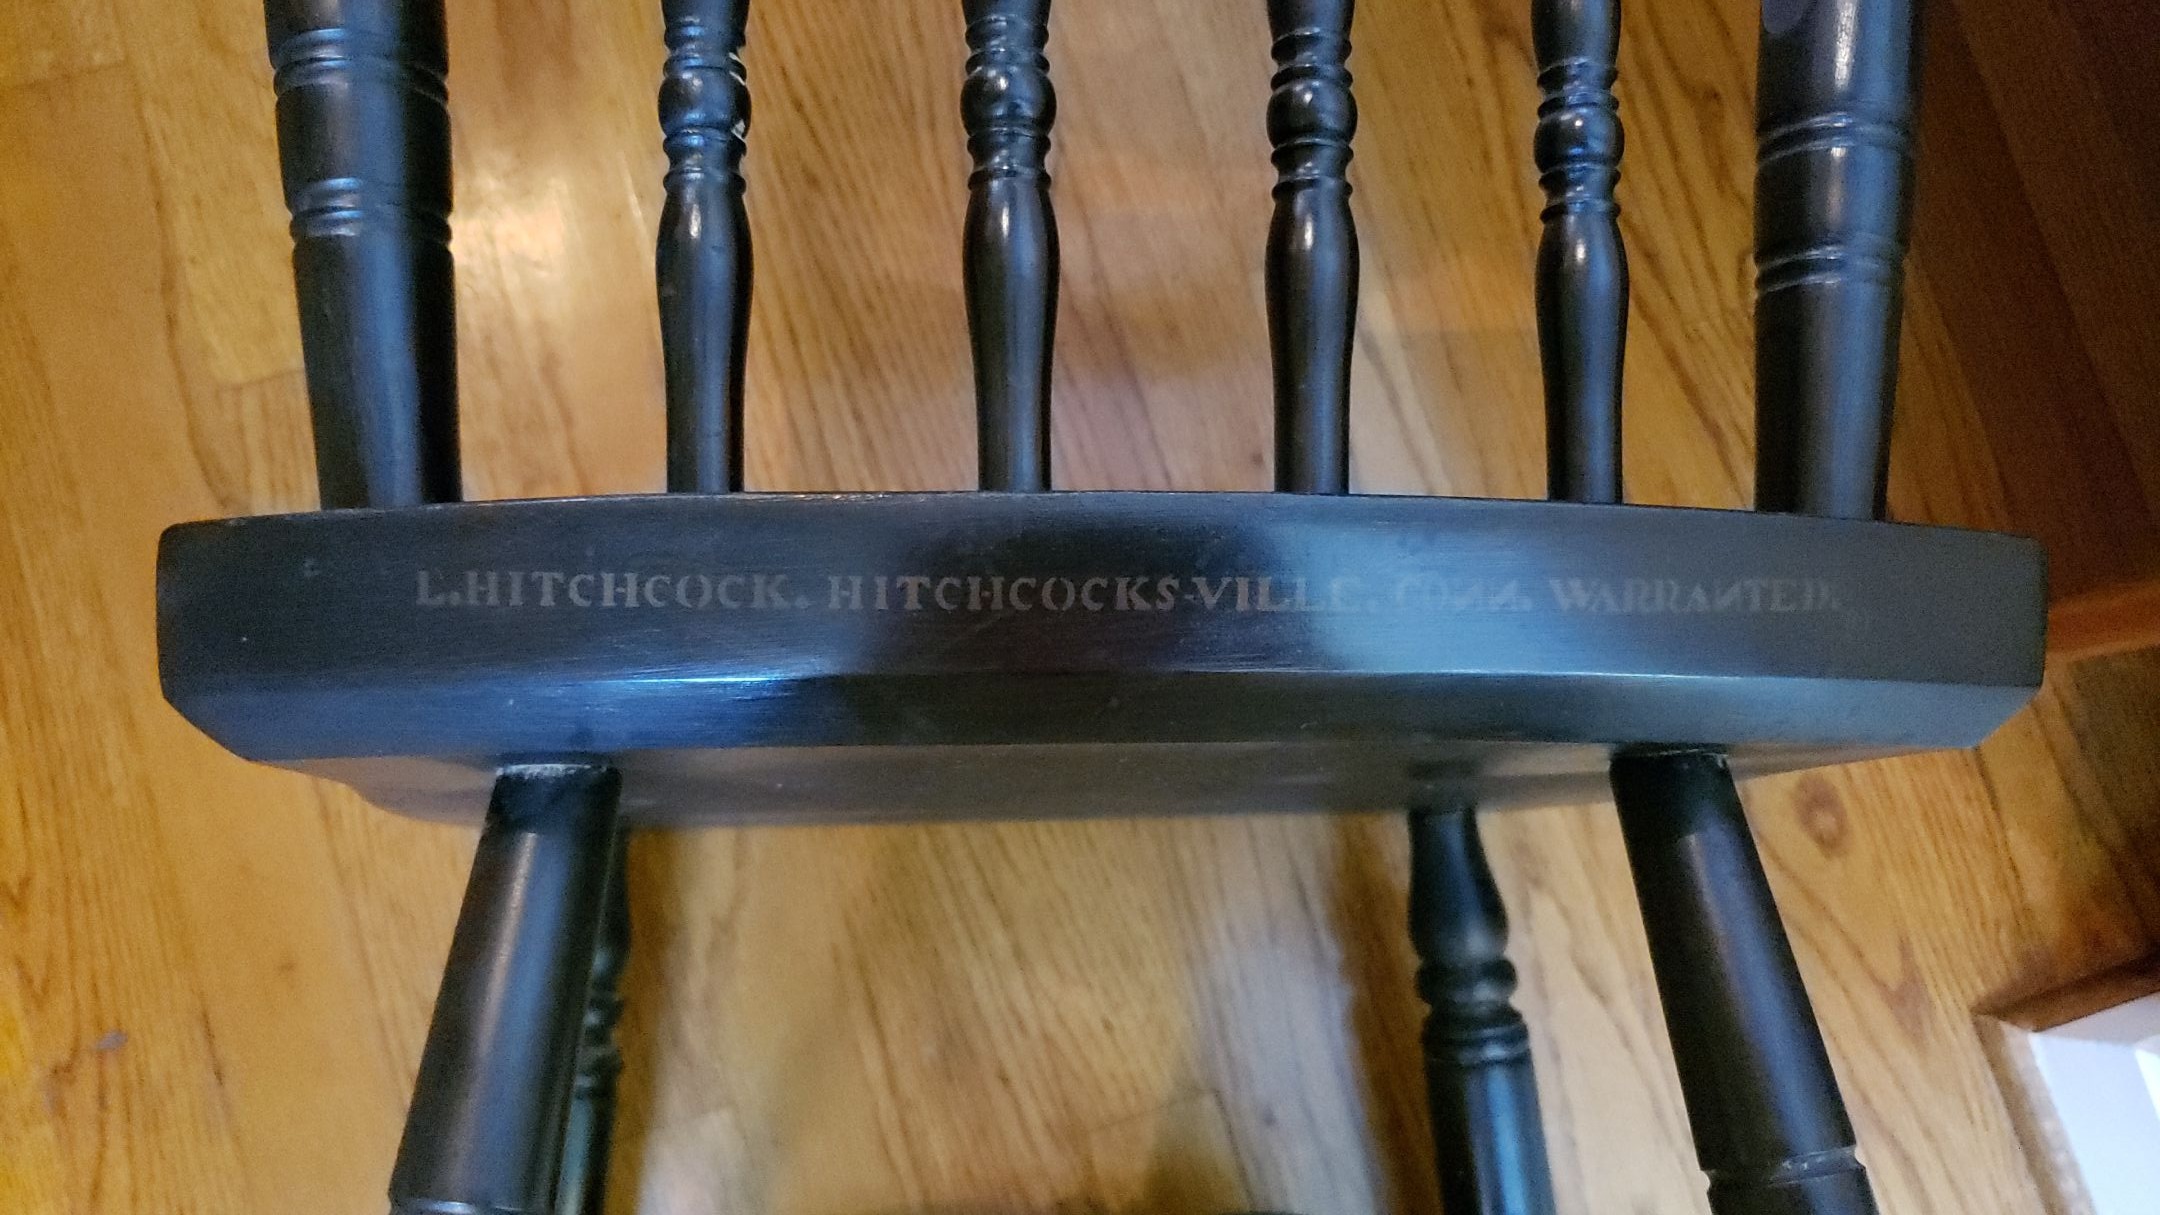 L.HITCHCOCK. HITCHCOCKS-VILLE. CONN. WARRANTED.